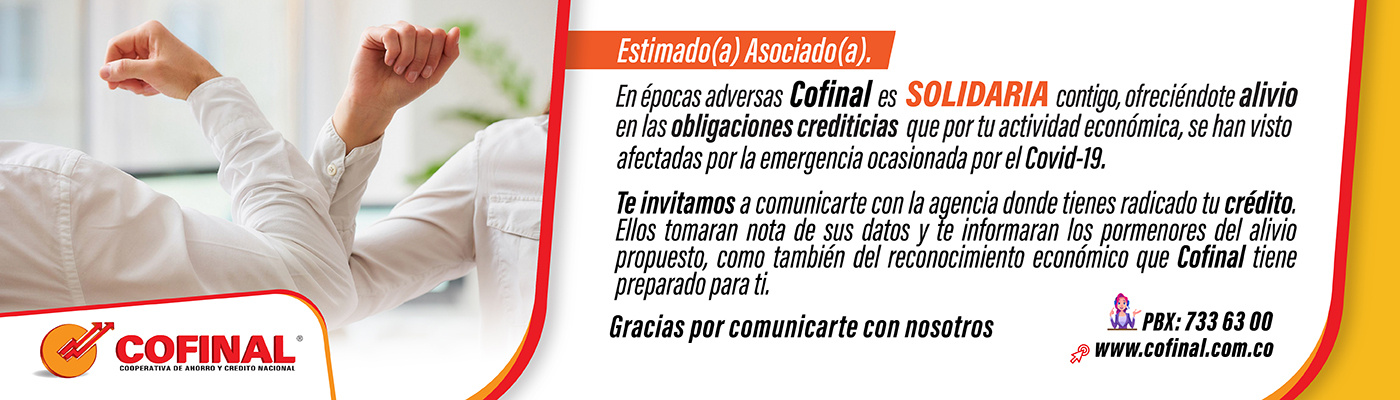 Estimado(a) Asociado(a).
En épocas adversas Cofinal es SOLIDARIA contigo, ofreciéndote alivio
en las obligaciones crediticias que por tu actividad económica, se han visto
afectadas por la emergencia ocasionada por el Covid-19.
Te invitamos a comunicarte con la agencia donde tienes radicado tu crédito.
Ellos tomaran nota de sus datos y te informaran los pormenores del alivio
propuesto, como también del reconocimiento económico que Cofinal tiene
preparado para ti.
Gracias por comunicarte con nosotros
PBX: 733 63 00
www.cofinal.com.co
COFINAL®
COOPERATIVA DE AHORRO Y CREDITO NACIONAL